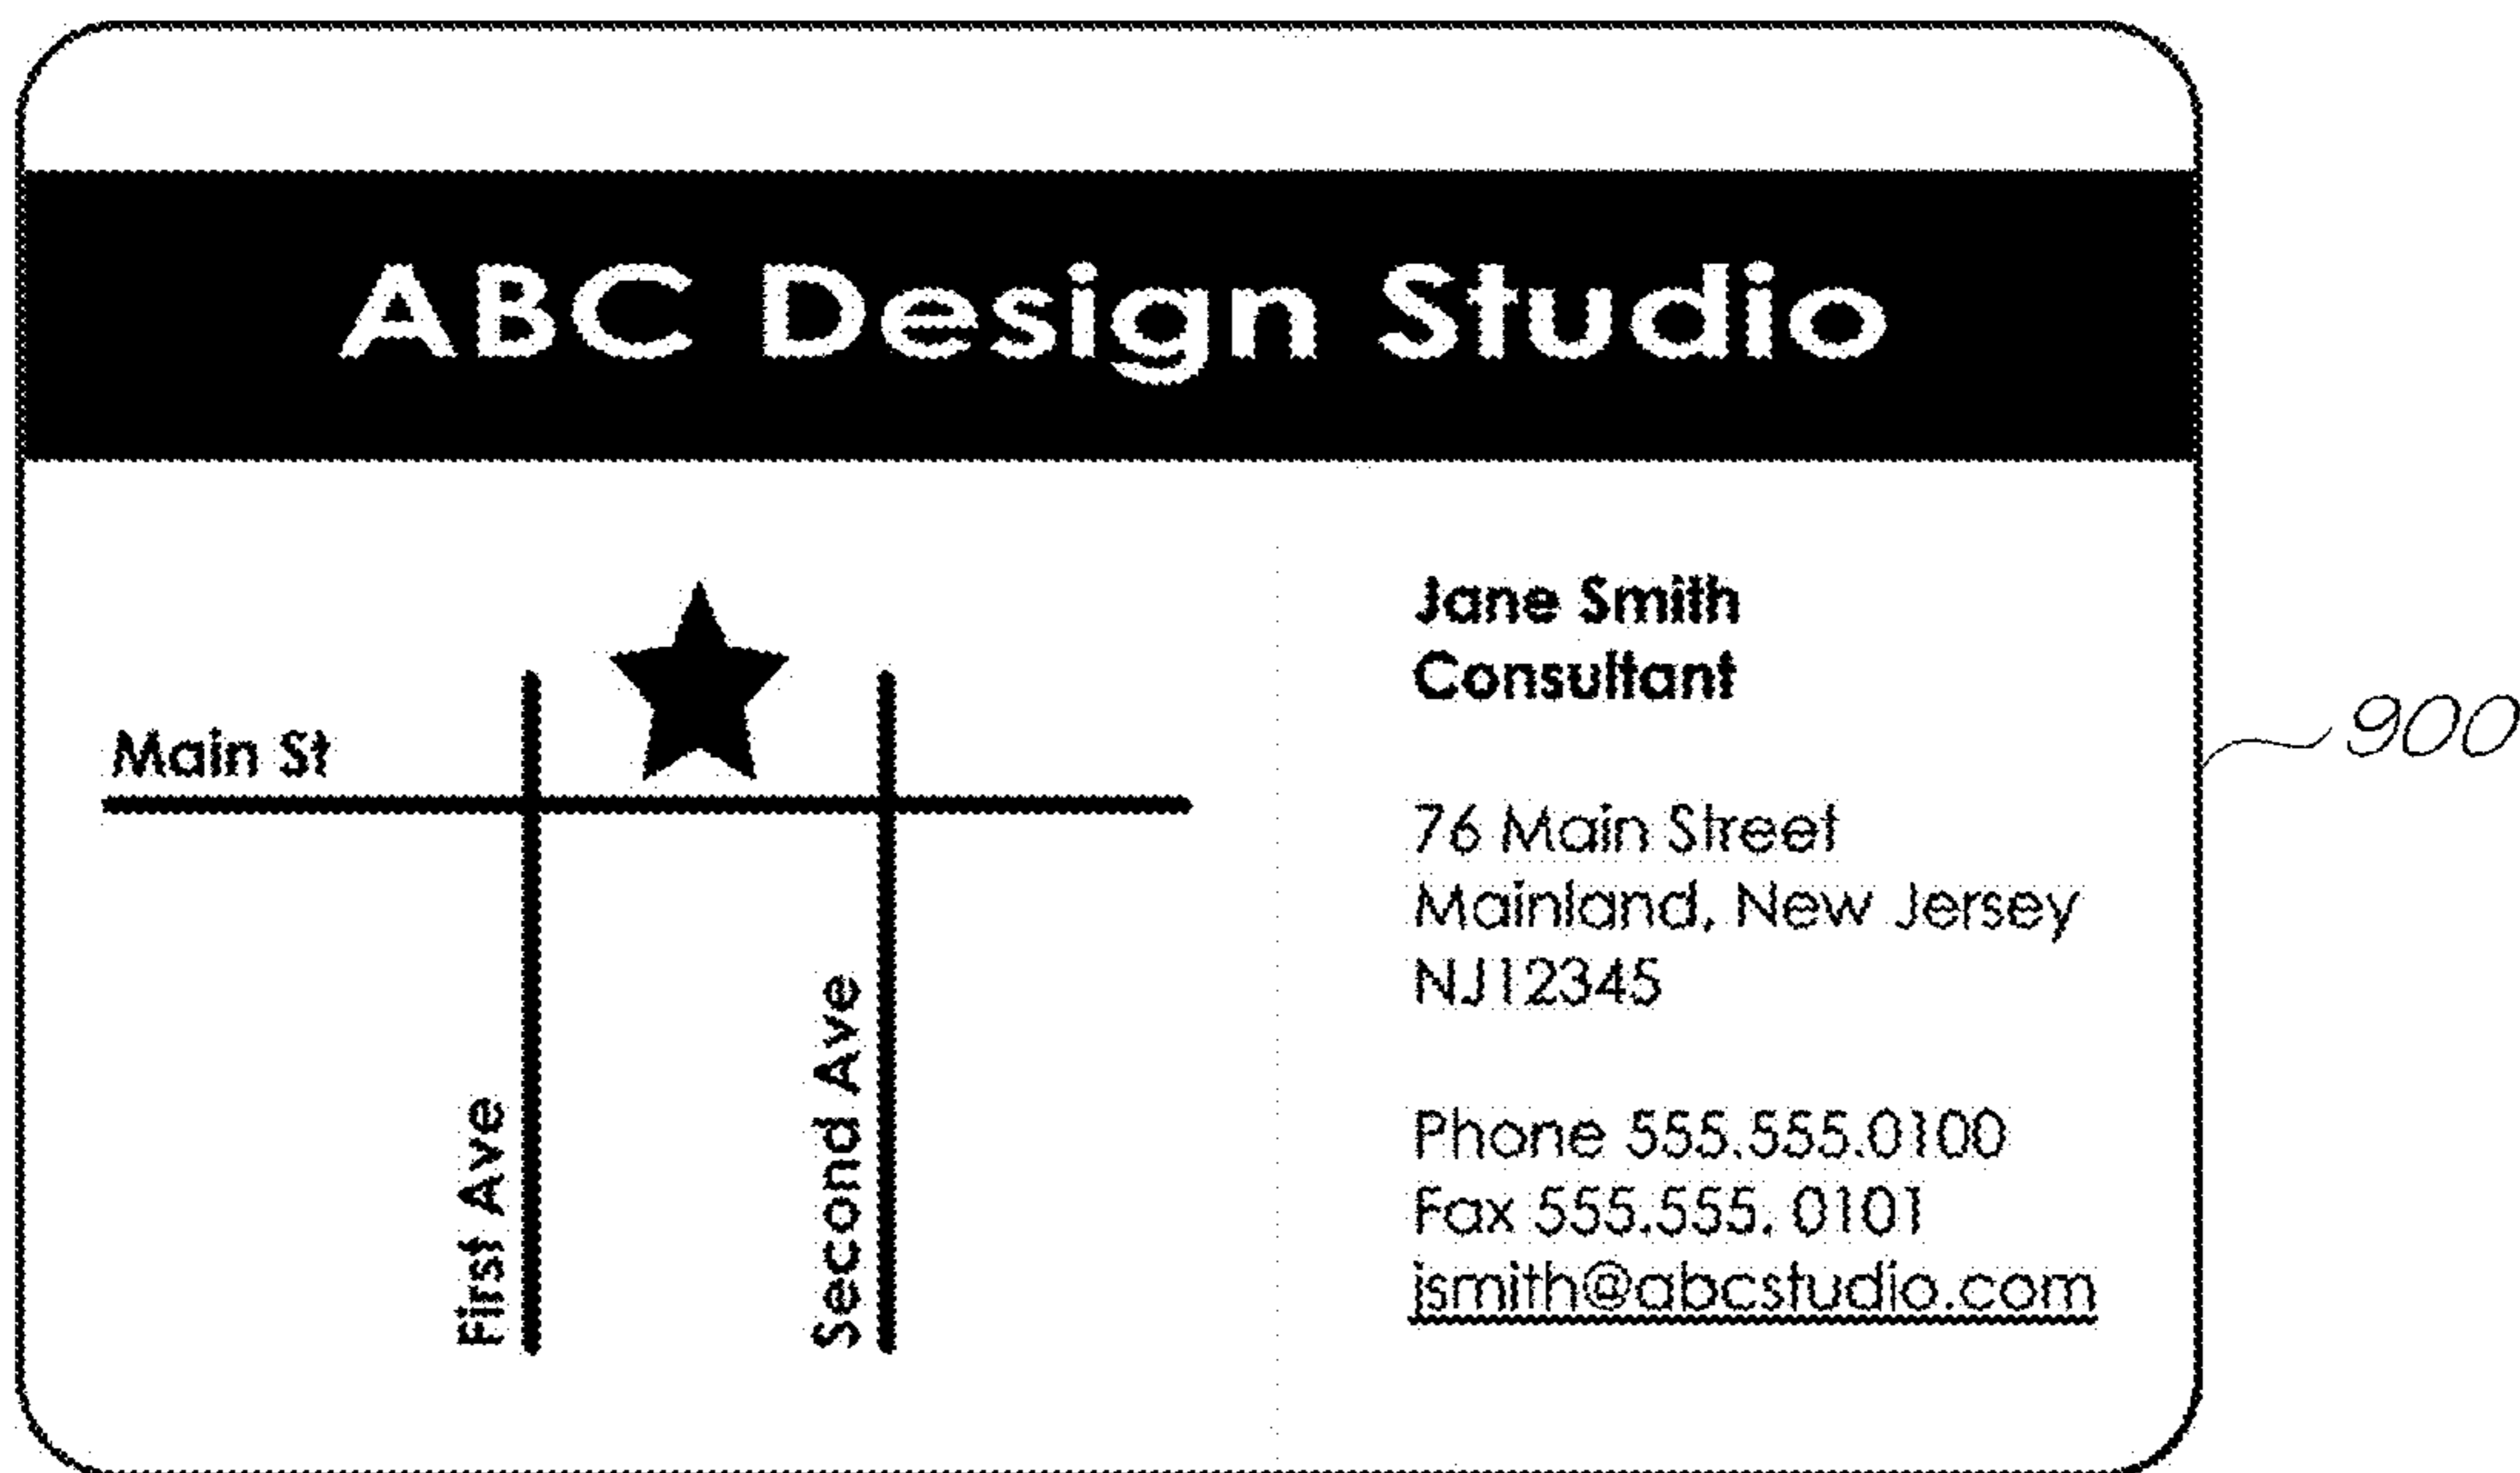 ABC Design Studio
Main St
First Ave
Second Ave
Jane Smith
Consultant
76 Main Street
Mainland, New Jersey
NJ12345
Phone 555.555.0100
Fax 555.555. 0101
jsmith@abcstudio.com
900